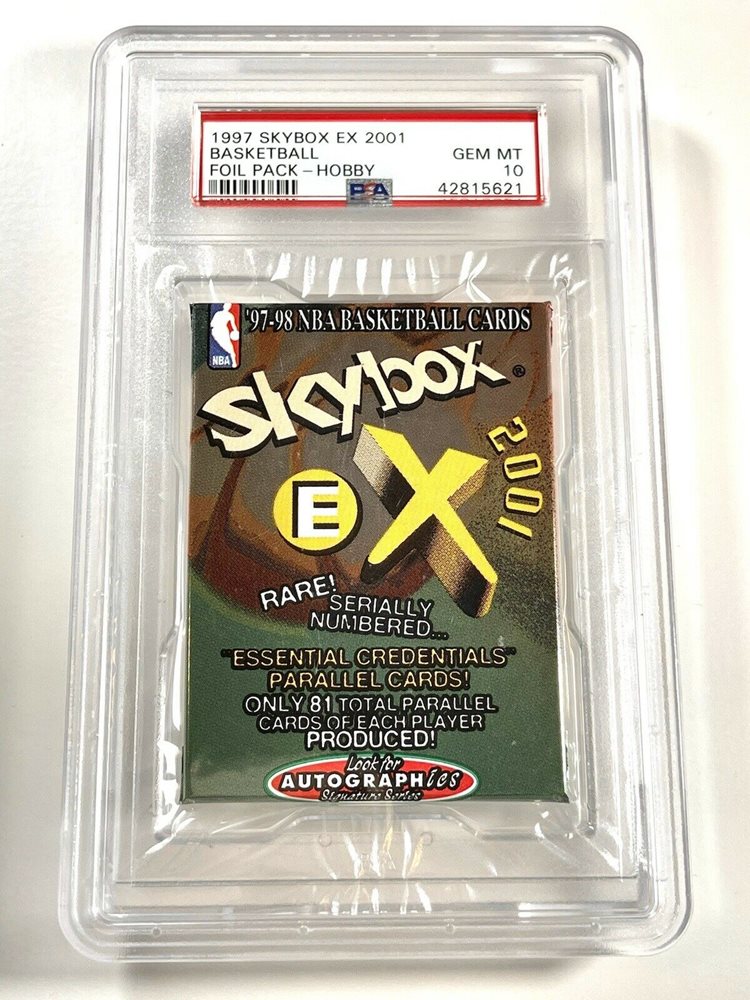 1997 SKYBOX EX 2001
BASKETBALL GEM MT
FOIL PACK - HOBBY 10
PSA 42815621
NBA '97-98 NBA BASKETBALL CARDS
SkyBox®
EX 2001
RARE!
SERIALLY
NUMBERED...
"ESSENTIAL CREDENTIALS"
PARALLEL CARDS!
ONLY 81 TOTAL PARALLEL
CARDS OF EACH PLAYER
PRODUCED!
Look for
AUTOGRAPHics
Signature Series